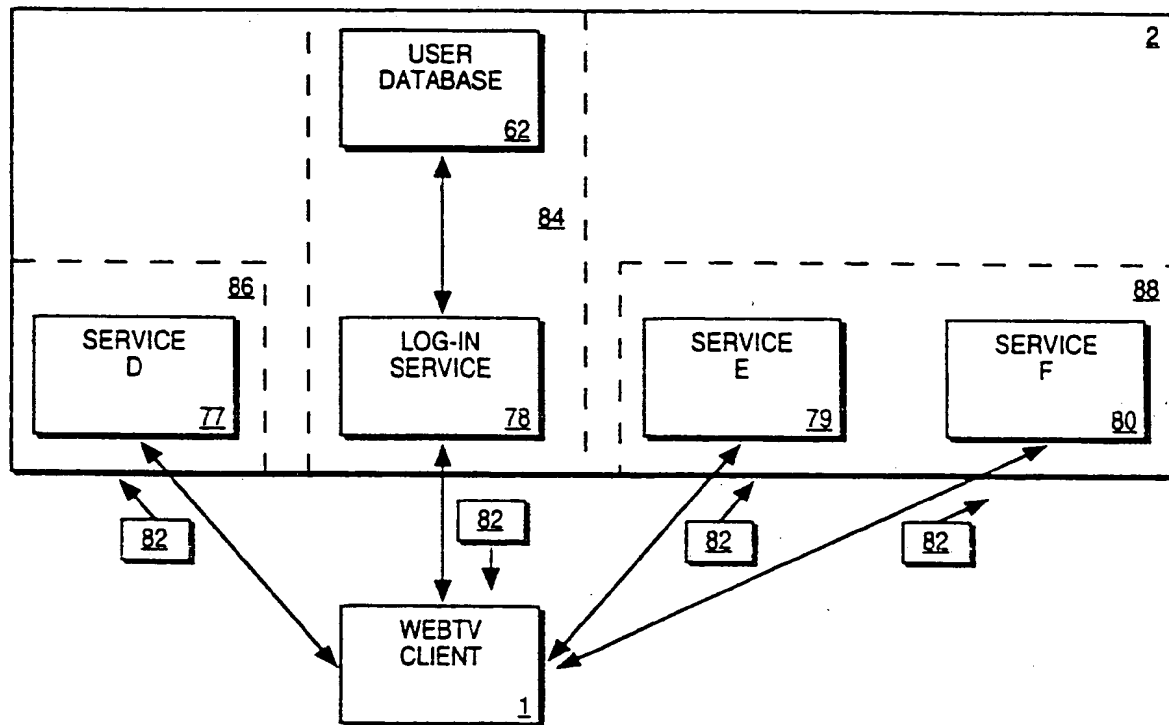 2
USER
DATABASE
62
84
86
88
SERVICE
D
77
LOG-IN
SERVICE
78
SERVICE
E
79
SERVICE
F
80
82
82
82
82
WEBTV
CLIENT
1